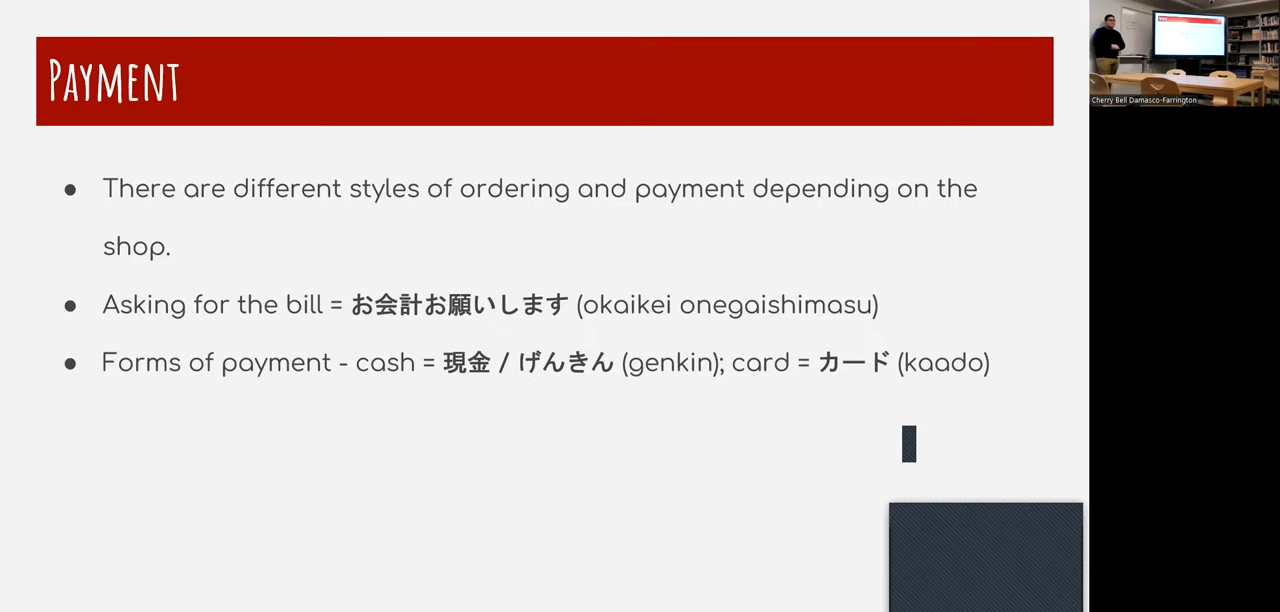 PAYMENT
● There are different styles of ordering and payment depending on the
shop.
● Asking for the bill = お会計お願いします (okaikei onegaishimasu)
● Forms of payment - cash = 現金 / げんきん (genkin); card = カード (kaado)
Cherry Bell Damasco-Farrington